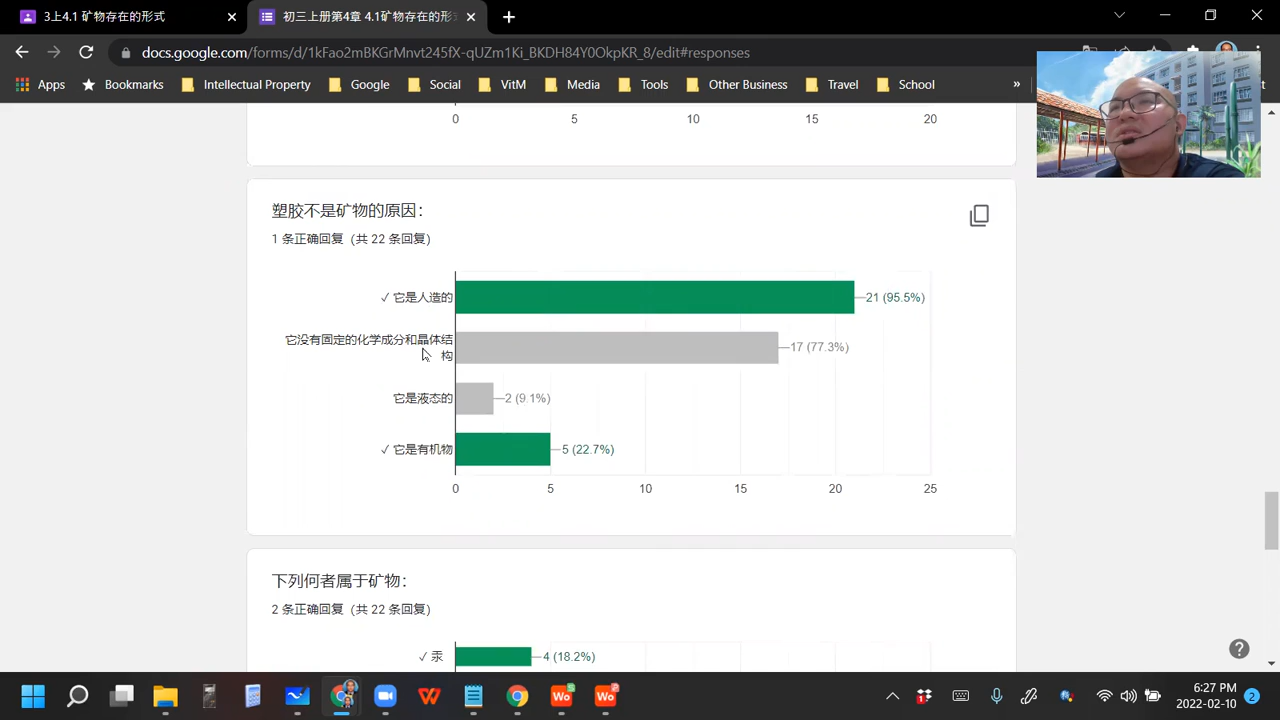 3上4.1 矿物存在的形式
初三上册第4章 4.1矿物存在的形
docs.google.com/forms/d/1kFao2mBKGrMnvt245fX-qUZm1Ki_BKDH84Y0OkpKR_8/edit#responses
Apps Bookmarks Intellectual Property Google Social VitM Media Tools Other Business Travel School »
0 5 10 15 20
塑胶不是矿物的原因：
1 条正确回复（共 22 条回复）
✓ 它是人造的 21 (95.5%)
它没有固定的化学成分和晶体结
构 17 (77.3%)
它是液态的 2 (9.1%)
✓ 它是有机物 5 (22.7%)
0 5 10 15 20 25
下列何者属于矿物：
2 条正确回复（共 22 条回复）
✓ 汞 4 (18.2%)
6:27 PM
2022-02-10
2